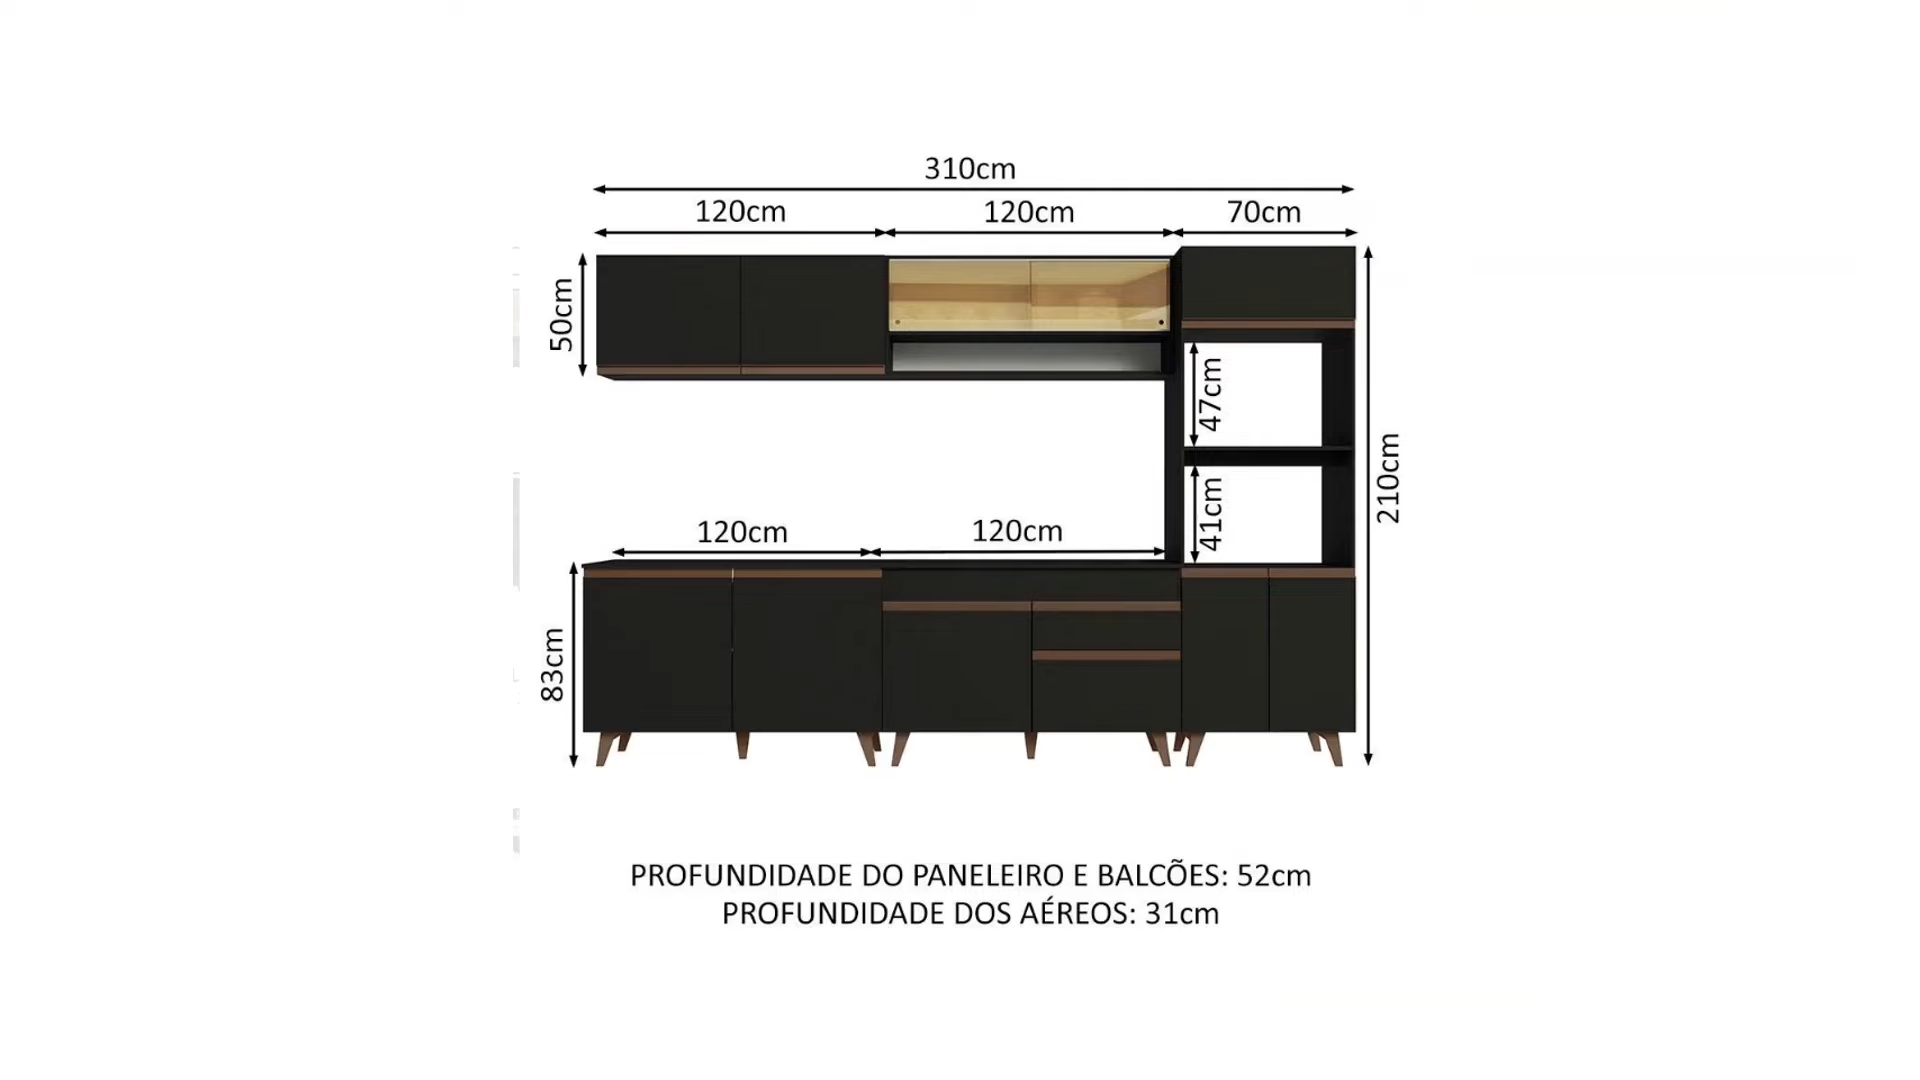 310cm
120cm
120cm
70cm
50cm
47cm
210cm
41cm
120cm
120cm
83cm
PROFUNDIDADE DO PANELEIRO E BALCÕES: 52cm
PROFUNDIDADE DOS AÉREOS: 31cm